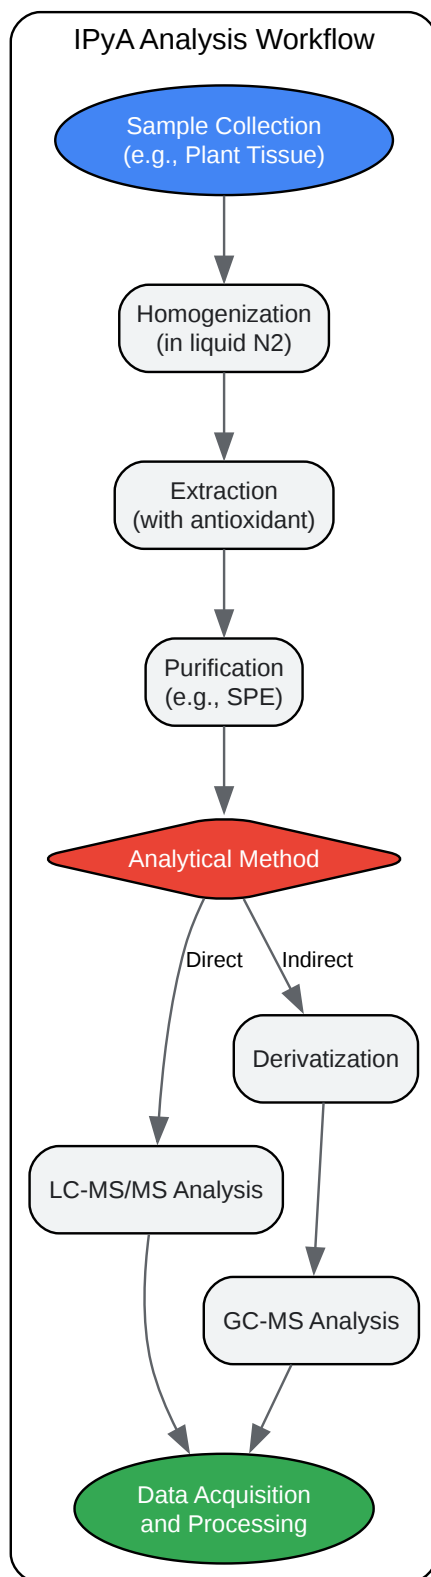 IPyA Analysis Workflow
Sample Collection
(e.g., Plant Tissue)
Homogenization
(in liquid N2)
Extraction
(with antioxidant)
Purification
(e.g., SPE)
Analytical Method
Direct
Indirect
Derivatization
LC-MS/MS Analysis
GC-MS Analysis
Data Acquisition
and Processing